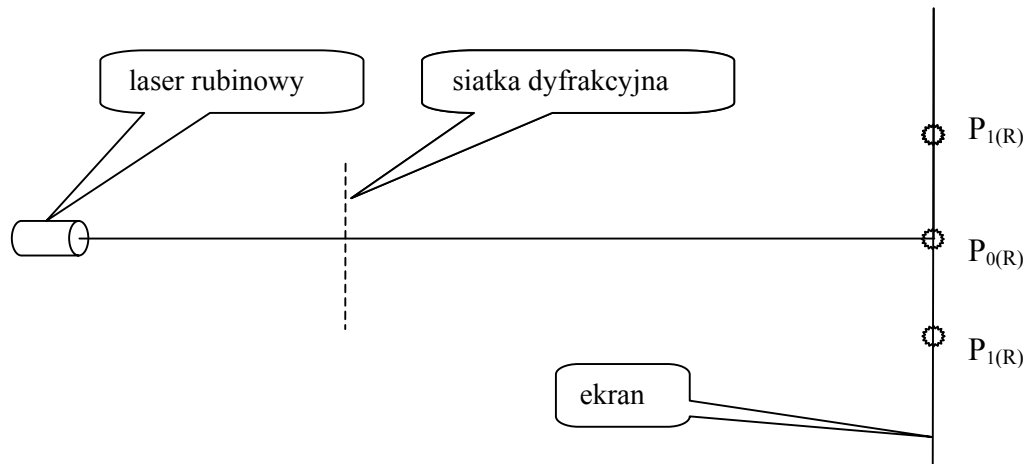 laser rubinowy
siatka dyfrakcyjna
P1(R)
P0(R)
P1(R)
ekran